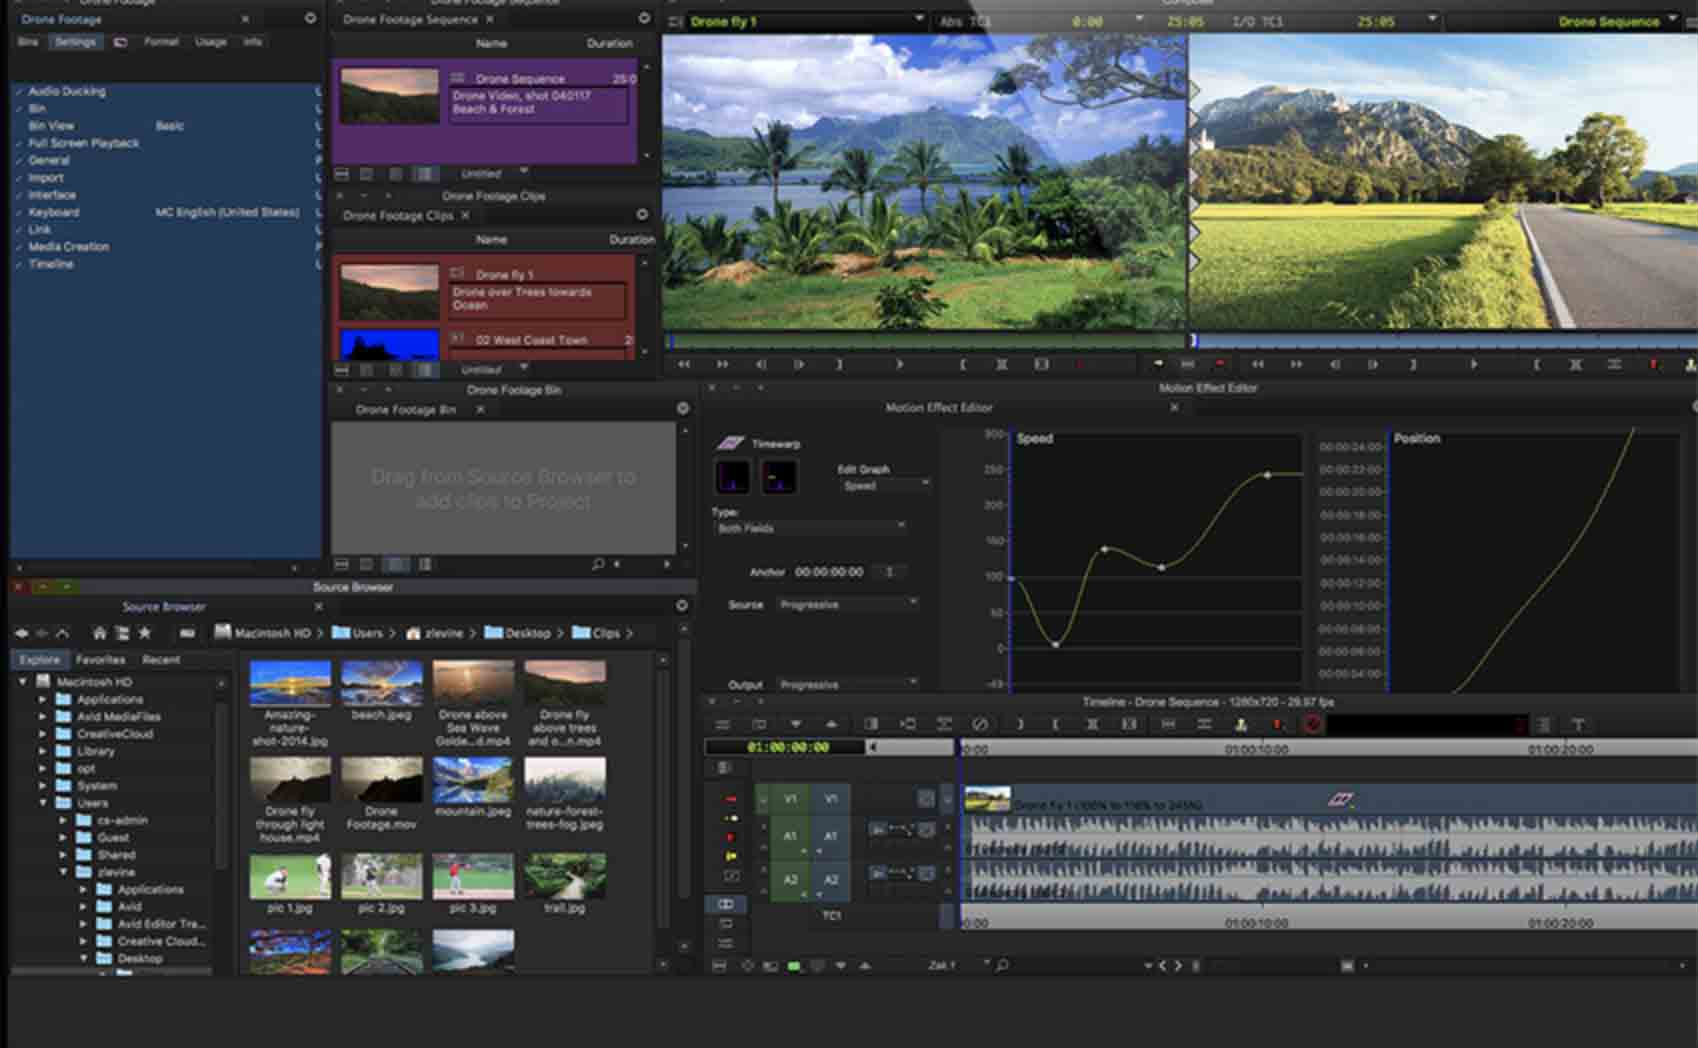 Drone Footage
Bins Settings Format Usage Info
Audio Ducking
Bin
Bin View Basic
Full Screen Playback
General
Import
Interface
Keyboard MC English (United States)
Link
Media Creation
Timeline
Drone Footage Sequence
Name Duration
Drone Sequence 25:0
Drone Video, shot 040117
Beach & Forest
Untitled
Drone Footage Clips
Drone Footage Clips
Name Duration
Drone fly 1
Drone over Trees towards
Ocean
02 West Coast Town 2
Untitled
Drone Footage Bin
Drone Footage Bin
Drag from Source Browser to
add clips to Project
Drone fly 1 Abs TC1 0:00 25:05 I/O TC1 25:05 Drone Sequence
Motion Effect Editor
Motion Effect Editor
Timewarp
Edit Graph
Speed
Type:
Both Fields
Anchor 00:00:00:00
Source Progressive
Output Progressive
Speed
300
250
200
150
100
50
0
-43
Position
00:00:24:00
00:00:22:00
00:00:20:00
00:00:18:00
00:00:16:00
00:00:14:00
00:00:12:00
00:00:10:00
00:00:08:00
00:00:06:00
00:00:04:00
Source Browser
Source Browser
Macintosh HD > Users > zlevine > Desktop > Clips >
Explore Favorites Recent
Macintosh HD
Applications
Avid MediaFiles
CreativeCloud
Library
opt
System
Users
cs-admin
Guest
Shared
zlevine
Applications
Avid
Avid Editor Tra...
Creative Cloud...
Desktop
Amazing-
nature-
shot-2014.jpg
beach.jpeg
Drone above
Sea Wave
Golde...d.mp4
Drone fly
above trees
and o...n.mp4
Drone fly
through light
house.mp4
Drone
Footage.mov
mountain.jpeg
nature-forest-
trees-fog.jpeg
pic 1.jpg
pic 2.jpg
pic 3.jpg
trail.jpg
Timeline - Drone Sequence - 1280x720 - 29.97 fps
01:00:00:00
0:00 01:00:10:00 01:00:20:00
V1 V1
Drone fly 1 (100% to 116% to 245%)
A1 A1
A2 A2
TC1
0:00 01:00:10:00 01:00:20:00